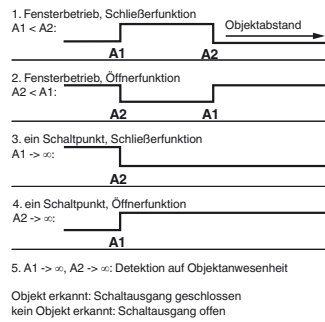 1. Fensterbetrieb, Schließerfunktion
A1 < A2:
Objektabstand
A1 A2
2. Fensterbetrieb, Öffnerfunktion
A2 < A1:
A2 A1
3. ein Schaltpunkt, Schließerfunktion
A1 -> ∞:
A2
4. ein Schaltpunkt, Öffnerfunktion
A2 -> ∞:
A1
5. A1 -> ∞, A2 -> ∞: Detektion auf Objektanwesenheit
Objekt erkannt: Schaltausgang geschlossen
kein Objekt erkannt: Schaltausgang offen